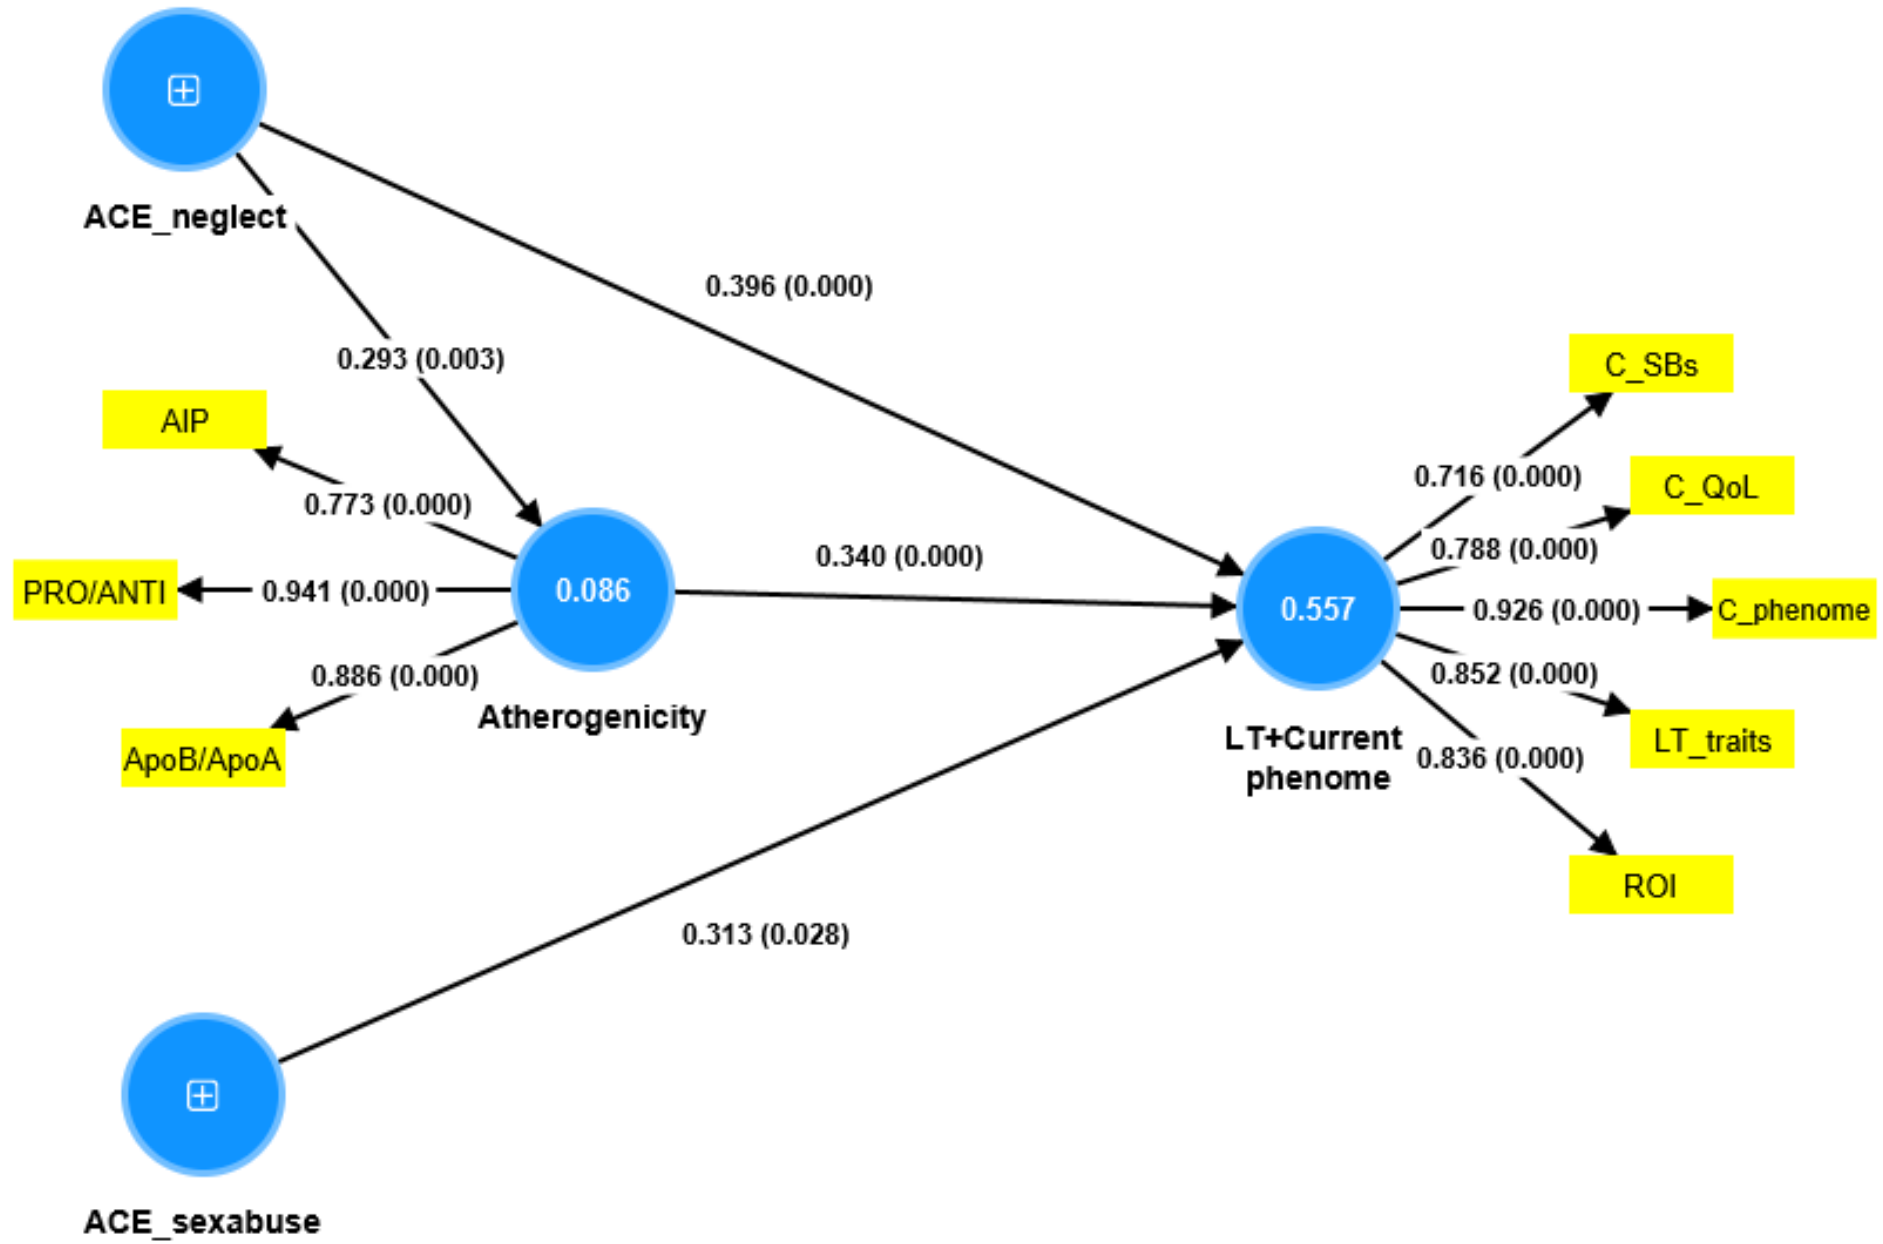 ACE_neglect
0.396 (0.000)
0.293 (0.003)
AIP
0.773 (0.000)
PRO/ANTI
0.941 (0.000)
0.886 (0.000)
ApoB/ApoA
0.086
Atherogenicity
0.340 (0.000)
0.557
LT+Current
phenome
C_SBs
0.716 (0.000)
C_QoL
0.788 (0.000)
0.926 (0.000)
C_phenome
0.852 (0.000)
LT_traits
0.836 (0.000)
ROI
0.313 (0.028)
ACE_sexabuse